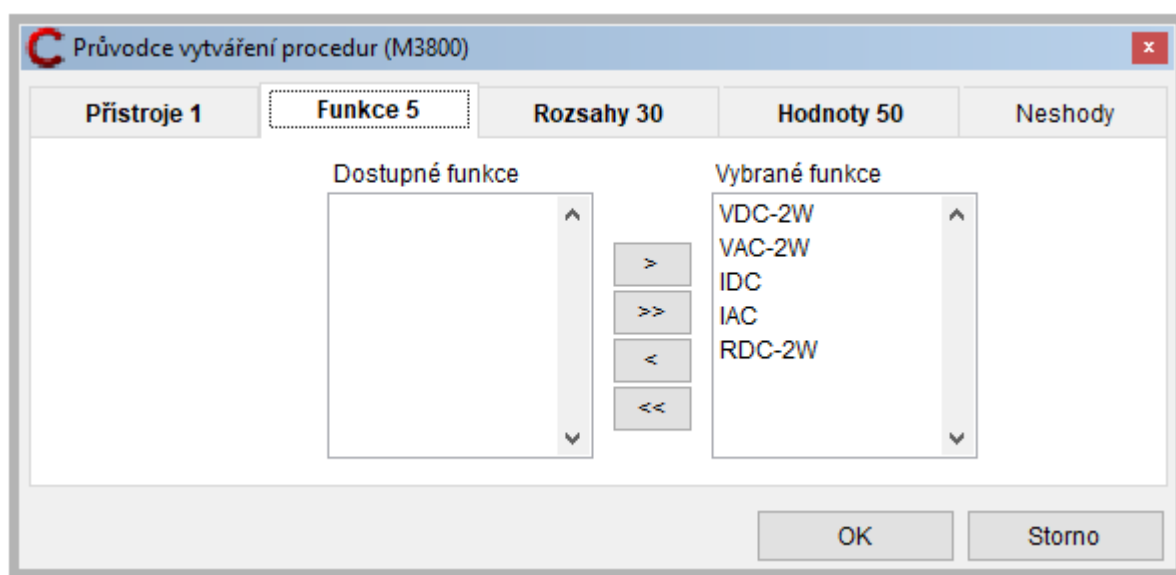 Průvodce vytváření procedur (M3800)
x
Přístroje 1
Funkce 5
Rozsahy 30
Hodnoty 50
Neshody
Dostupné funkce
Vybrané funkce
VDC-2W
VAC-2W
IDC
IAC
RDC-2W
>
>>
<
<<
OK
Storno